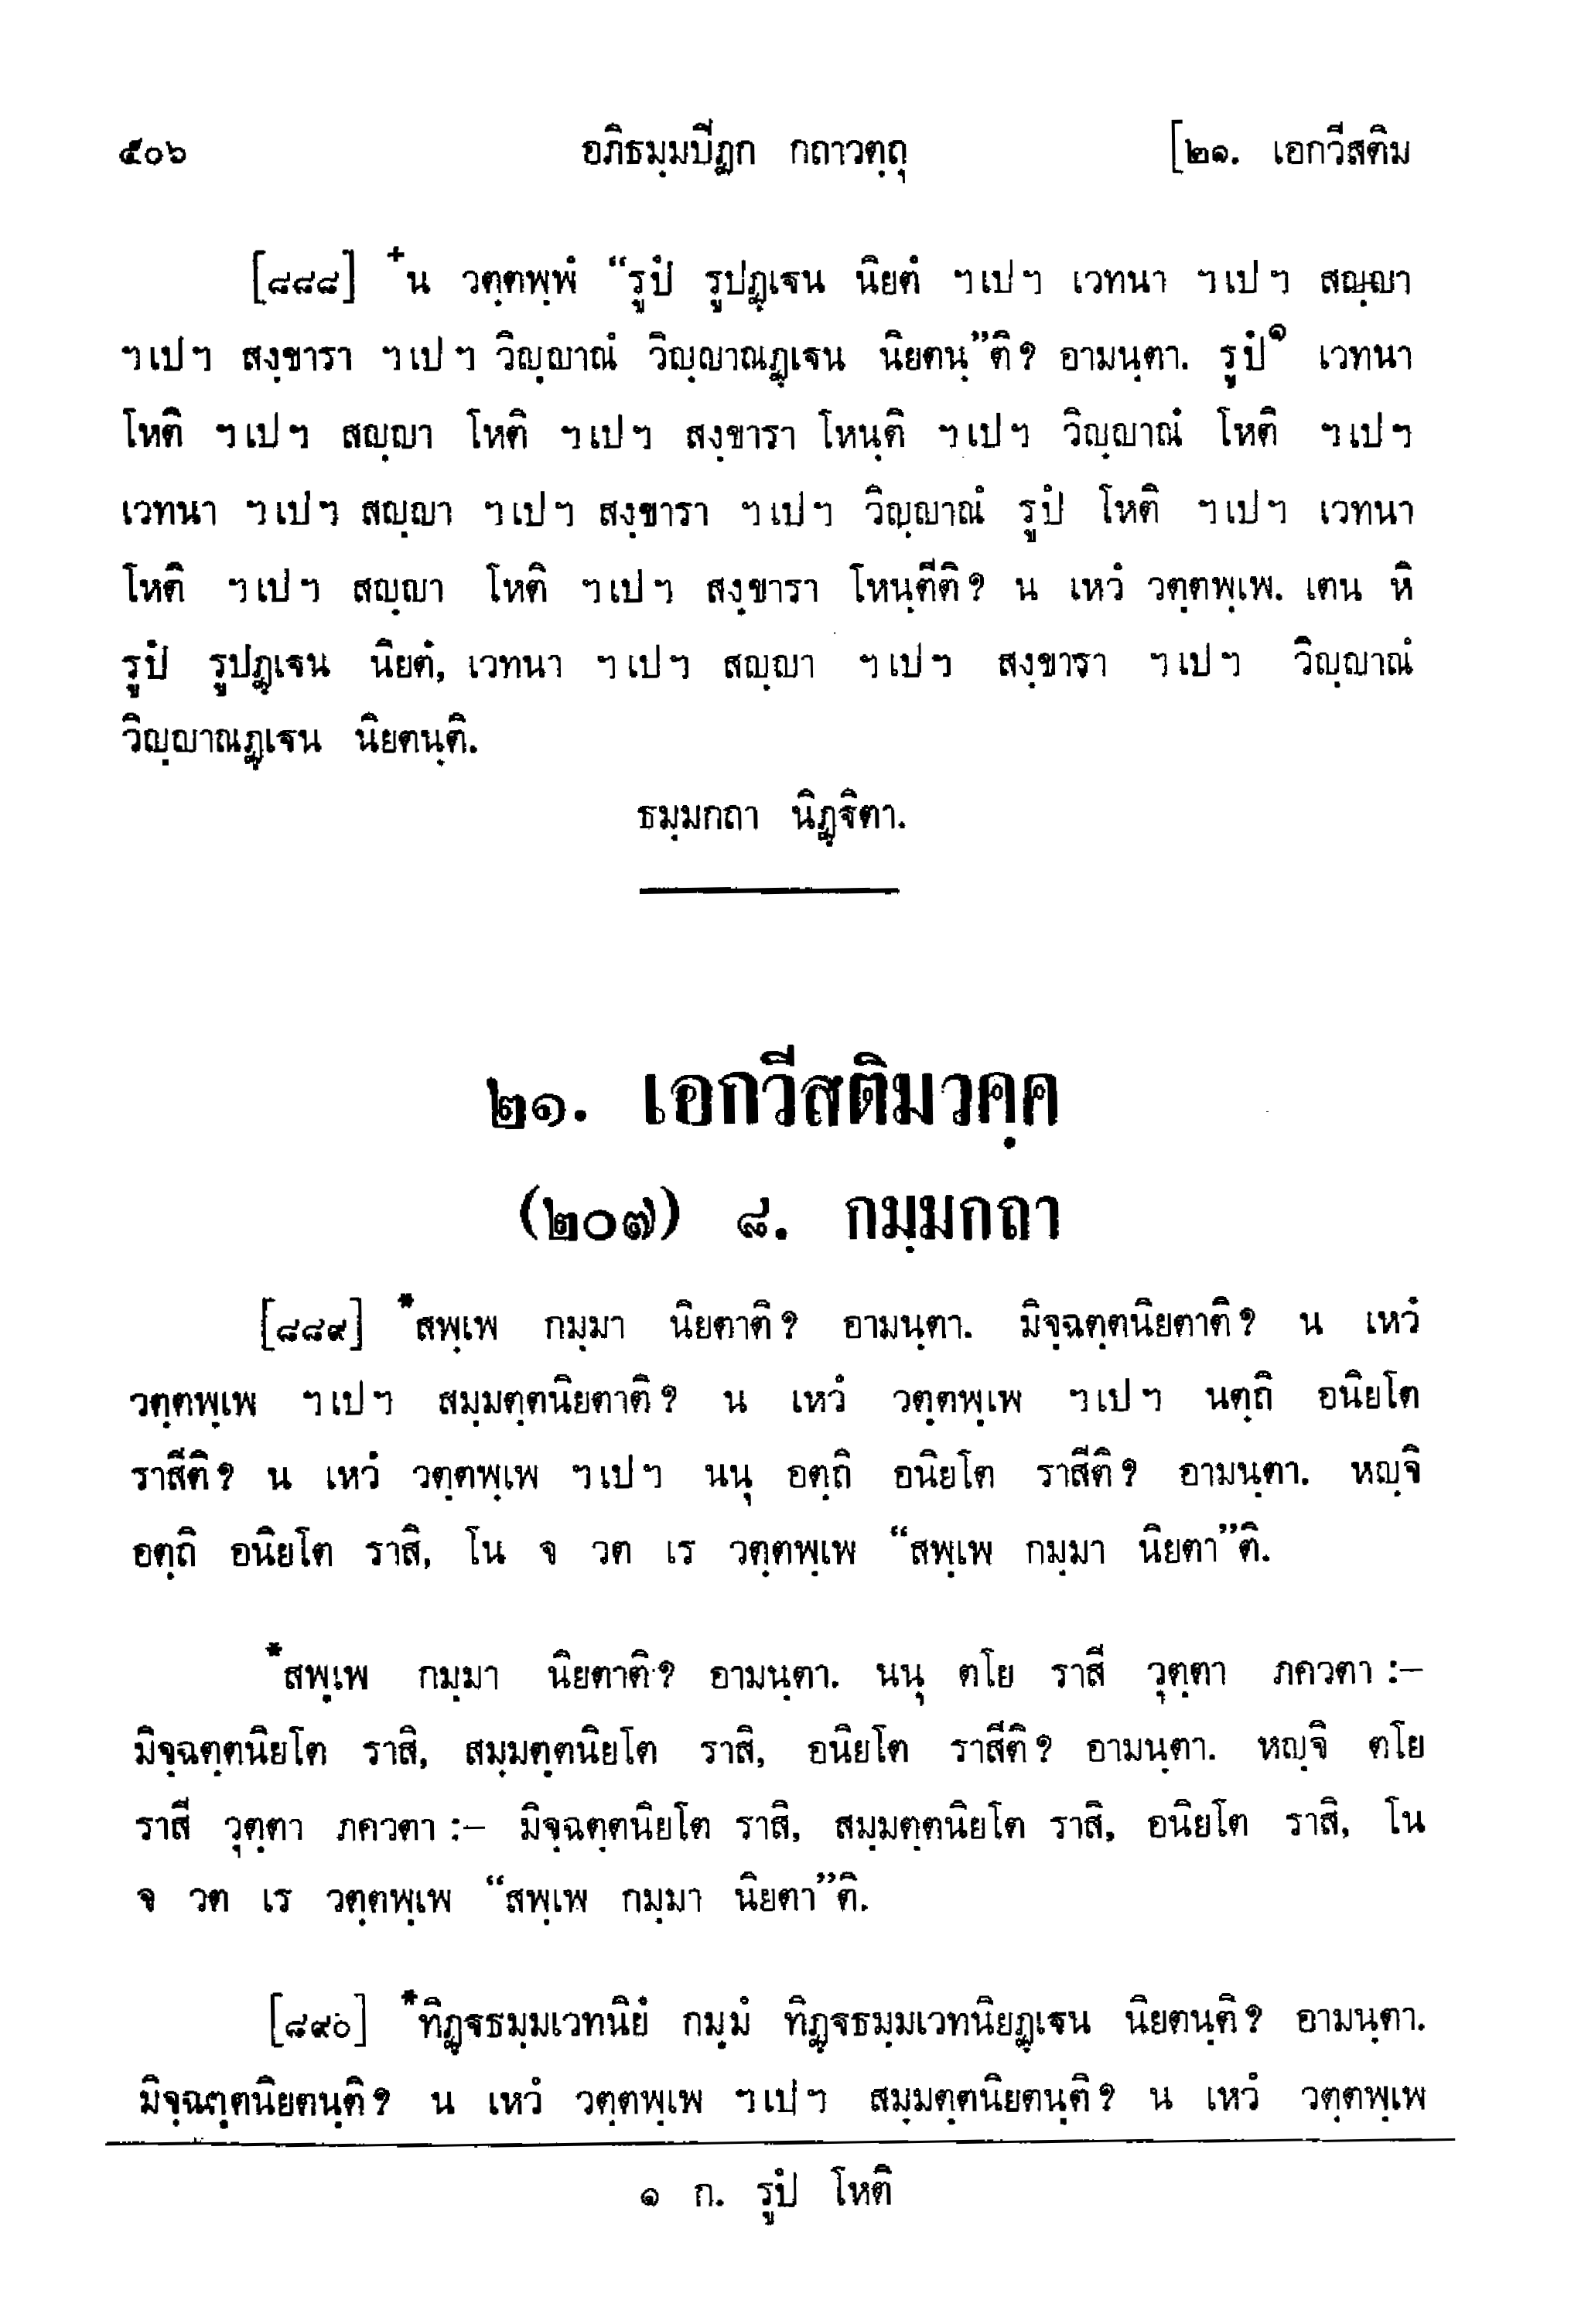 ๕๐๖ อภิธมฺมปีฏก กถาวตฺถุ [๒๑. เอกวีสติม
[๘๘๘] +น วตฺตพฺพํ “รูปํ รูปฏฺเฐน นิยตํ ฯเปฯ เวทนา ฯเปฯ สญฺญา
ฯเปฯ สงฺขารา ฯเปฯ วิญฺญาณํ วิญฺญาณฏฺเฐน นิยตนฺ”ติ? อามนฺตา. รูปํ๑ เวทนา
โหติ ฯเปฯ สญฺญา โหติ ฯเปฯ สงฺขารา โหนฺติ ฯเปฯ วิญฺญาณํ โหติ ฯเปฯ
เวทนา ฯเปฯ สญฺญา ฯเปฯ สงฺขารา ฯเปฯ วิญฺญาณํ รูปํ โหติ ฯเปฯ เวทนา
โหติ ฯเปฯ สญฺญา โหติ ฯเปฯ สงฺขารา โหนฺตีติ? น เหวํ วตฺตพฺเพ. เตน หิ
รูปํ รูปฏฺเฐน นิยตํ, เวทนา ฯเปฯ สญฺญา ฯเปฯ สงฺขารา ฯเปฯ วิญฺญาณํ
วิญฺญาณฏฺเฐน นิยตนฺติ.
ธมฺมกถา นิฏฺฐิตา.
๒๑. เอกวีสติมวคฺค
(๒๐๗) ๘. กมฺมกถา
[๘๘๙] *สพฺเพ กมฺมา นิยตาติ? อามนฺตา. มิจฺฉตฺตนิยตาติ? น เหวํ
วตฺตพฺเพ ฯเปฯ สมฺมตฺตนิยตาติ? น เหวํ วตฺตพฺเพ ฯเปฯ นตฺถิ อนิยโต
ราสีติ? น เหวํ วตฺตพฺเพ ฯเปฯ นนุ อตฺถิ อนิยโต ราสีติ? อามนฺตา. หญฺจิ
อตฺถิ อนิยโต ราสิ, โน จ วต เร วตฺตพฺเพ “สพฺเพ กมฺมา นิยตา”ติ.
*สพฺเพ กมฺมา นิยตาติ? อามนฺตา. นนุ ตโย ราสี วุตฺตา ภควตา :–
มิจฺฉตฺตนิยโต ราสิ, สมฺมตฺตนิยโต ราสิ, อนิยโต ราสีติ? อามนฺตา. หญฺจิ ตโย
ราสี วุตฺตา ภควตา :– มิจฺฉตฺตนิยโต ราสิ, สมฺมตฺตนิยโต ราสิ, อนิยโต ราสิ, โน
จ วต เร วตฺตพฺเพ “สพฺเพ กมฺมา นิยตา”ติ.
[๘๙๐] *ทิฏฺฐธมฺมเวทนิยํ กมฺมํ ทิฏฺฐธมฺมเวทนิยฏฺเฐน นิยตนฺติ? อามนฺตา.
มิจฺฉตฺตนิยตนฺติ? น เหวํ วตฺตพฺเพ ฯเปฯ สมฺมตฺตนิยตนฺติ? น เหวํ วตฺตพฺเพ
๑ ก. รูปํ โหติ